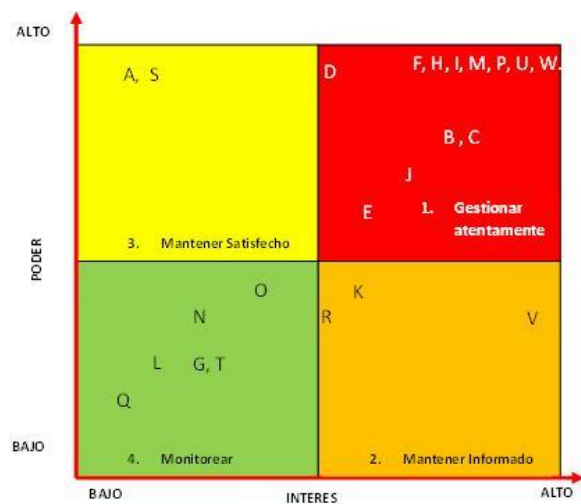 ALTO
A, S
D
F, H, I, M, P, U, W.
B , C
J
E
1. Gestionar
atentamente
3. Mantener Satisfecho
PODER
O
K
N
R
V
L
G, T
Q
BAJO
4. Monitorear
2. Mantener Informado
BAJO
INTERES
ALTO